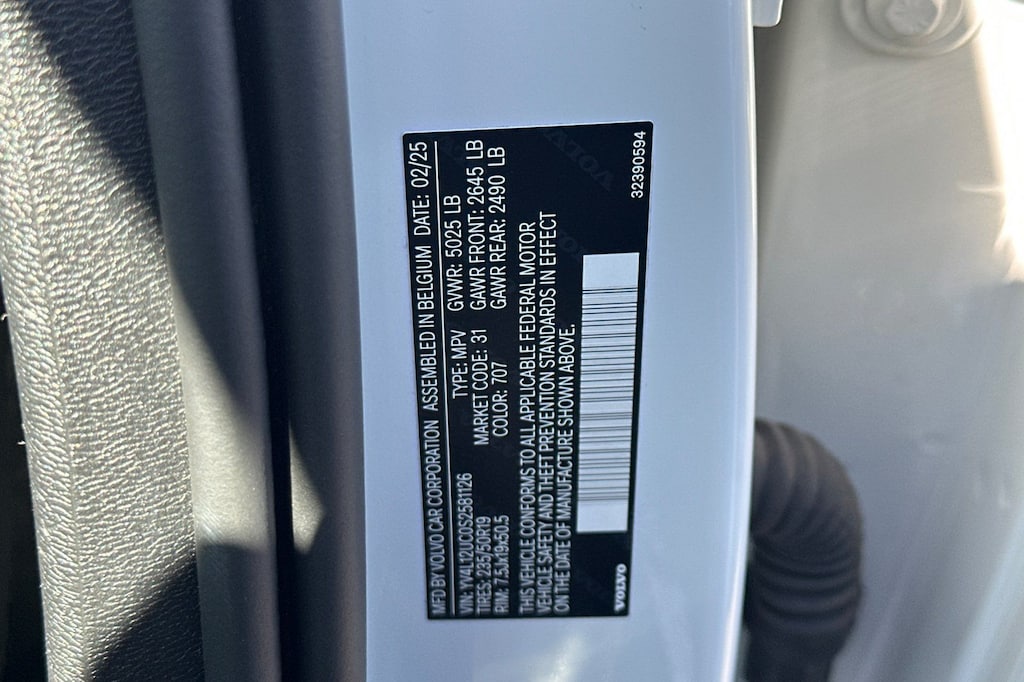 MFD BY VOLVO CAR CORPORATION ASSEMBLED IN BELGIUM DATE: 02/25
VIN: YV4L12UC0S2581126 TYPE: MPV GVWR: 5025 LB
TIRES: 235/50R19 MARKET CODE: 31 GAWR FRONT: 2645 LB
RIM: 7.5Jx19x50.5 COLOR: 707 GAWR REAR: 2490 LB
THIS VEHICLE CONFORMS TO ALL APPLICABLE FEDERAL MOTOR
VEHICLE SAFETY AND THEFT PREVENTION STANDARDS IN EFFECT
ON THE DATE OF MANUFACTURE SHOWN ABOVE.
VOLVO 32390594